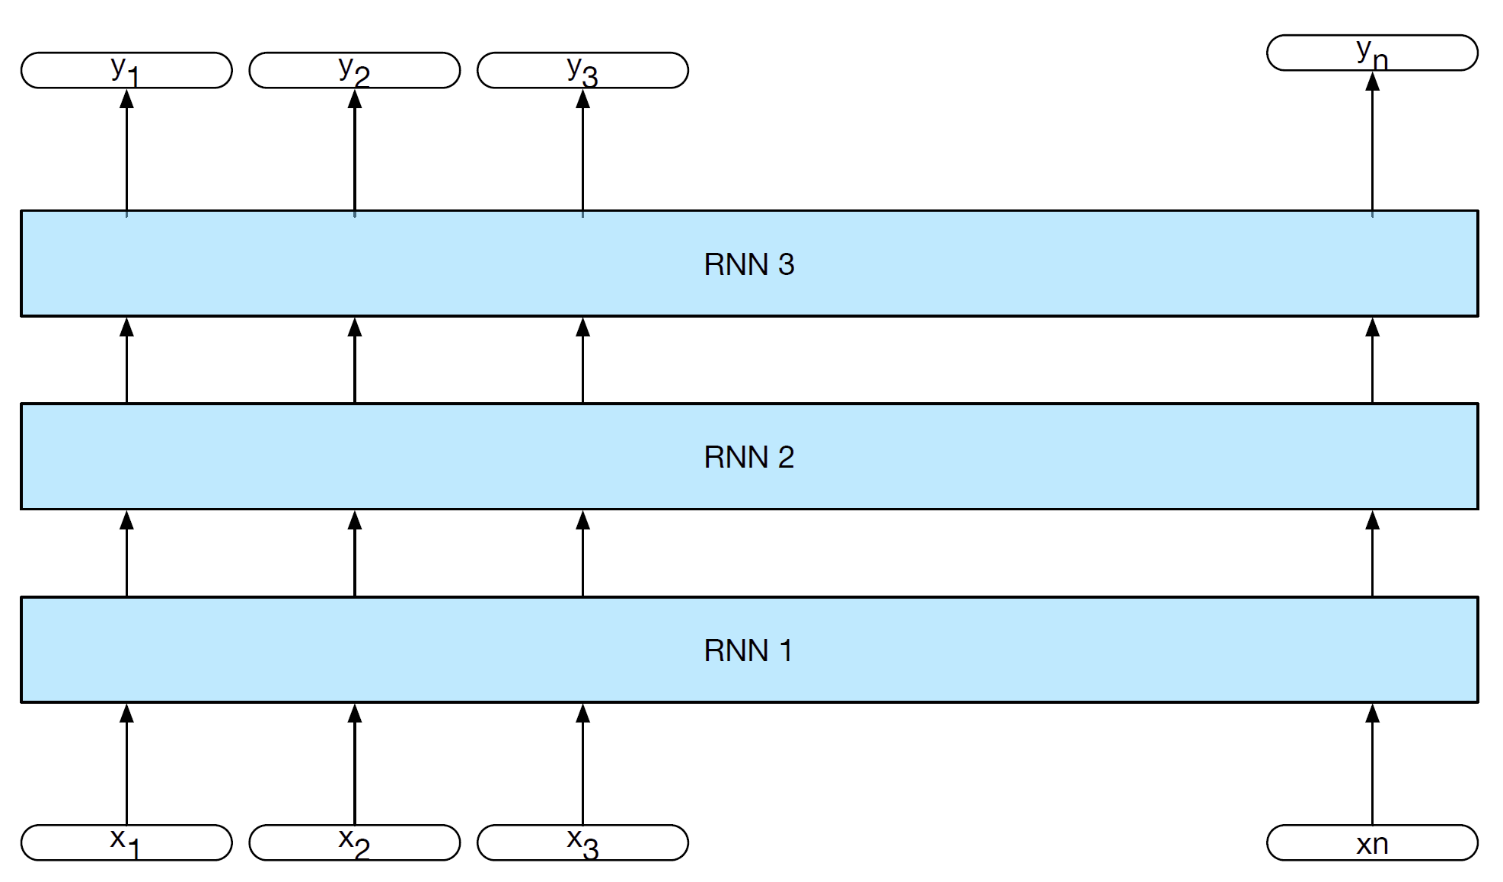 y1 y2 y3 yn
RNN 3
RNN 2
RNN 1
x1 x2 x3 xn